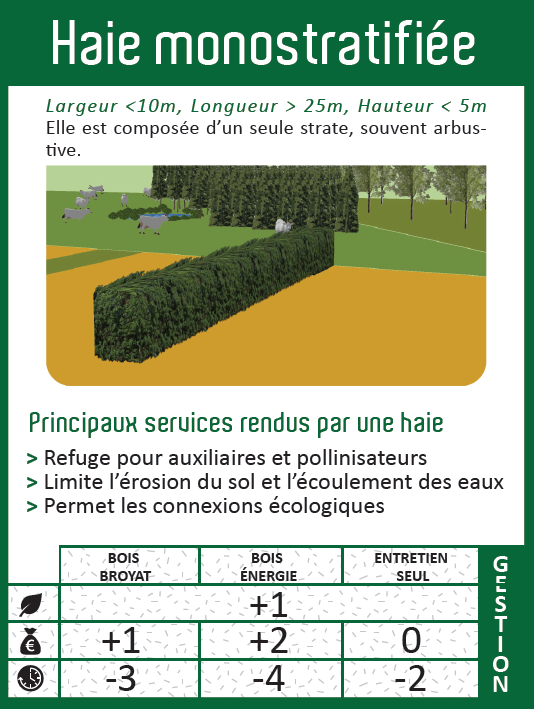 Haie monostratifiée
Largeur <10m, Longueur > 25m, Hauteur < 5m
Elle est composée d'un seule strate, souvent arbus-
tive.
Principaux services rendus par une haie
> Refuge pour auxiliaires et pollinisateurs
> Limite l'érosion du sol et l'écoulement des eaux
> Permet les connexions écologiques
BOIS BROYAT
BOIS ÉNERGIE
ENTRETIEN SEUL
GESTION
+1
€ +1 +2 0
-3 -4 -2